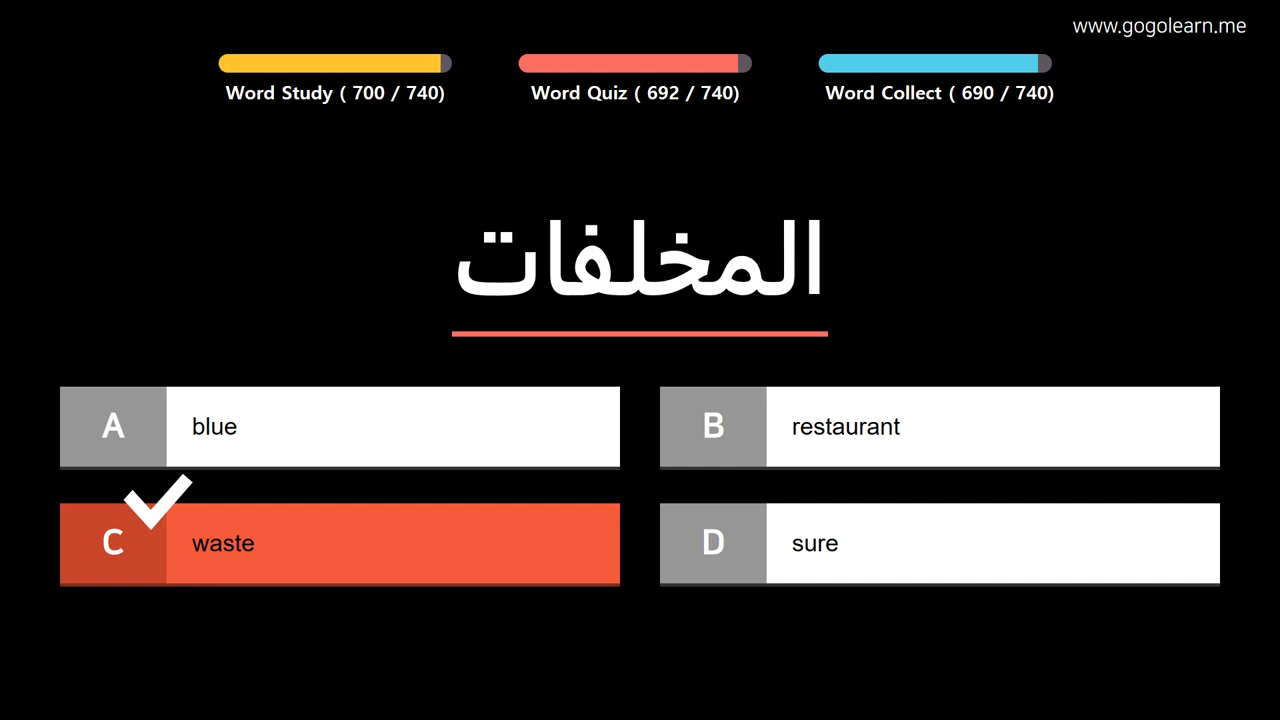 www.gogolearn.me
Word Study ( 700 / 740)
Word Quiz ( 692 / 740)
Word Collect ( 690 / 740)
المخلفات
A blue
B restaurant
C waste
D sure